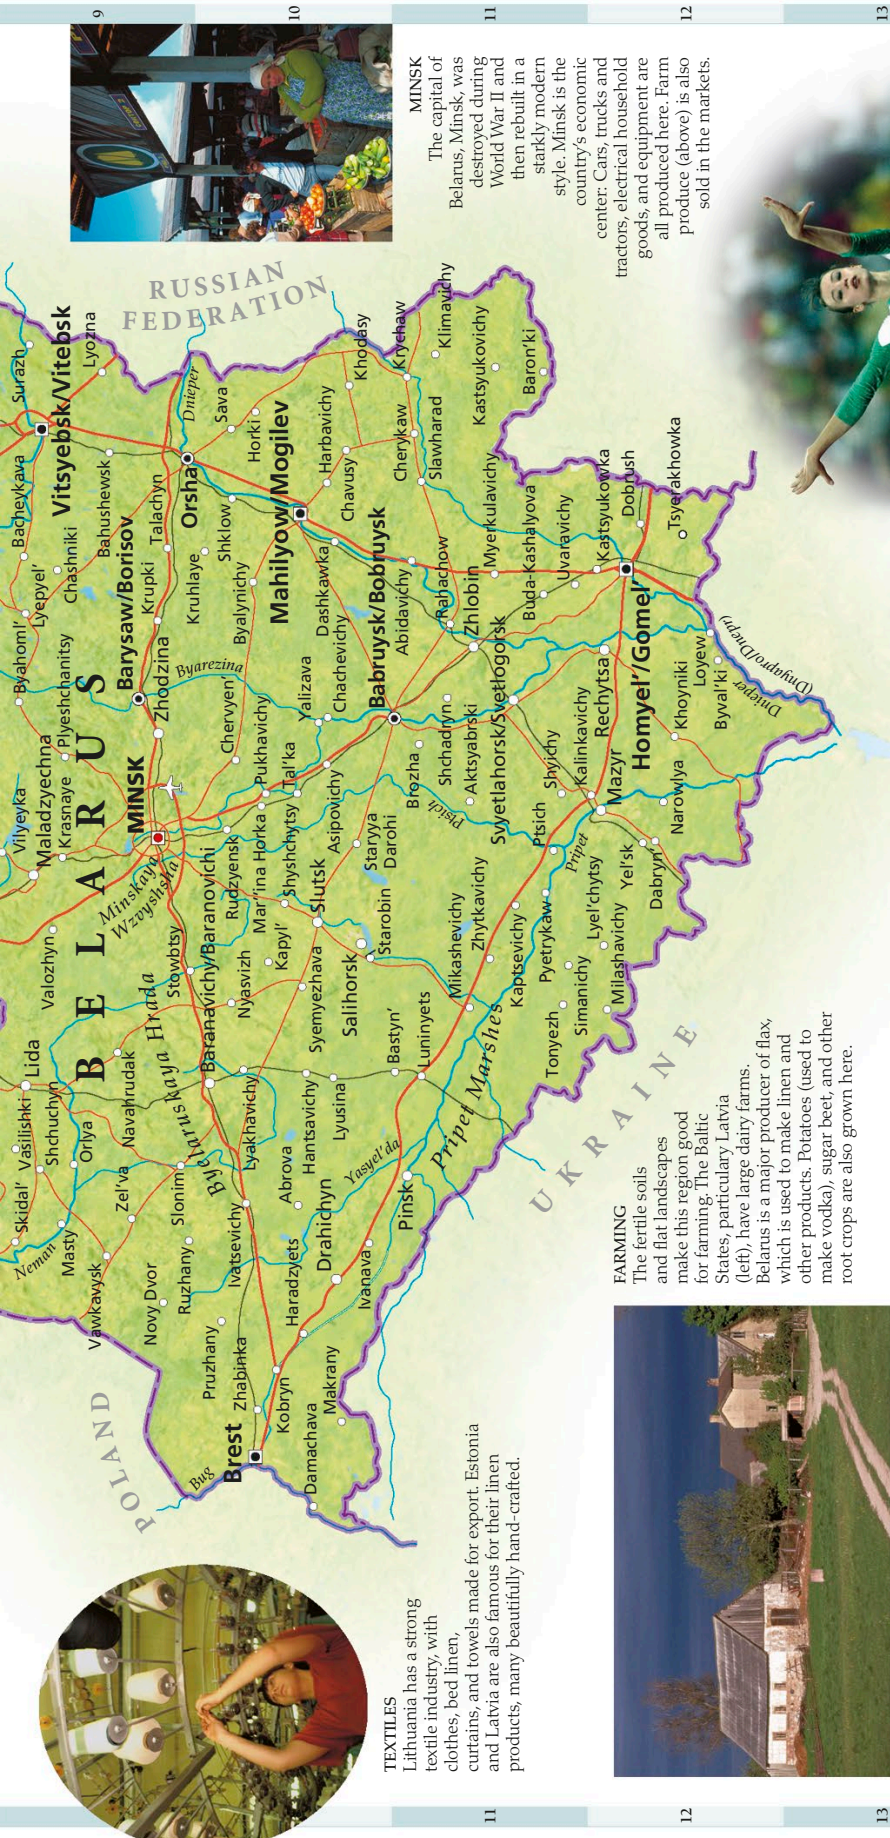 9
10
11
12
13
MINSK
The capital of
Belarus, Minsk, was
destroyed during
World War II and
then rebuilt in a
starkly modern
style. Minsk is the
country's economic
center: Cars, trucks and
tractors, electrical household
goods, and equipment are
all produced here. Farm
produce (above) is also
sold in the markets.
RUSSIAN
FEDERATION
POLAND
UKRAINE
BELARUS
Surazh
Vitsyebsk/Vitebsk
Lyozna
Bacheykava
Bahushewsk
Chashniki
Lyepyel'
Byahoml'
Plyeshchanitsy
Vilyeyka
Maladzyechna
Krasnaye
Valozhyn
Lida
Vasilishki
Shchuchyn
Skidal'
Orlya
Neman
Masty
Vawkavysk
Zel'va
Navahrudak
Novy Dvor
Ruzhany
Slonim
Byelaruskaya Hrada
Minskaya
Wzvyshsha
MINSK
Stowbtsy
Zhodzina
Barysaw/Borisov
Krupki
Talachyn
Orsha
Dnieper
Sava
Horki
Shklow
Kruhlaye
Byalynichy
Byarezina
Chervyen'
Mahilyow/Mogilev
Harbavichy
Khodasy
Chavusy
Dashkawka
Krychaw
Klimavichy
Cherykaw
Slawharad
Kastsyukovichy
Baron'ki
Babruysk/Bobruysk
Abidavichy
Rahachow
Chachevichy
Yalizava
Pukhavichy
Tal'ka
Rudzyensk
Mar"ina Horka
Shyshchytsy
Asipovichy
Staryya
Darohi
Slutsk
Kapyl'
Nyasvizh
Baranavichy/Baranovichi
Syemyezhava
Salihorsk
Starobin
Lyakhavichy
Hantsavichy
Lyusina
Bastyn'
Luninyets
Ivatsevichy
Abrova
Yasyel'da
Drahichyn
Haradzyets
Ivanava
Pinsk
Pripet Marshes
Pruzhany
Zhabinka
Kobryn
Brest
Bug
Damachava
Makrany
Myerkulavichy
Zhlobin
Buda-Kashalyova
Uvaravichy
Kastsyukowka
Dobrush
Tsyerakhowka
Brozha
Shchadryn
Aktsyabrski
Ptsich
Svyetlahorsk/Svetlogorsk
Shyichy
Kalinkavichy
Rechytsa
Homyel'/Gomel'
Khoyniki
Loyew
Byval'ki
Dnieper
(Dnyapro/Dnepr)
Mazyr
Narowlya
Ptsich
Pripet
Yel'sk
Dabryn'
Mikashevichy
Zhytkavichy
Kaptsevichy
Pyetrykaw
Lyel'chytsy
Simanichy
Milashavichy
Tonyezh
TEXTILES
Lithuania has a strong
textile industry, with
clothes, bed linen,
curtains, and towels made for export. Estonia
and Latvia are also famous for their linen
products, many beautifully hand-crafted.
FARMING
The fertile soils
and flat landscapes
make this region good
for farming. The Baltic
States, particularly Latvia
(left), have large dairy farms.
Belarus is a major producer of flax,
which is used to make linen and
other products. Potatoes (used to
make vodka), sugar beet, and other
root crops are also grown here.
11
12
13